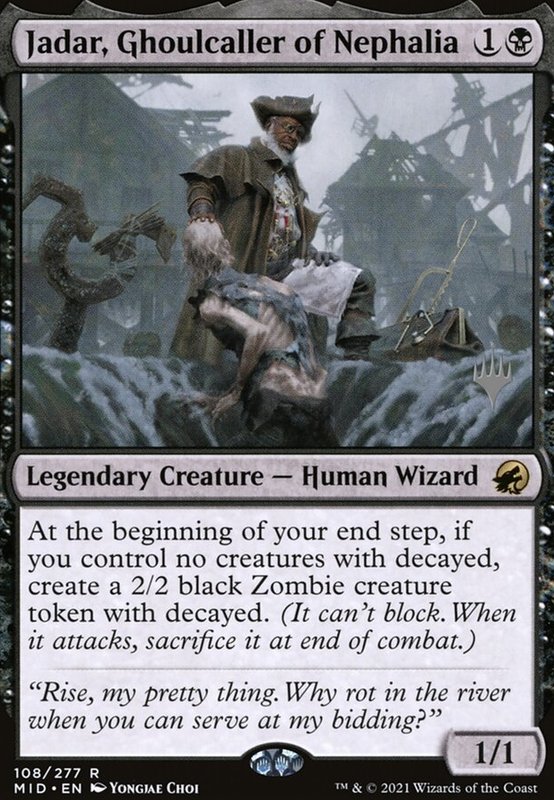 Jadar, Ghoulcaller of Nephalia 1
Legendary Creature — Human Wizard
At the beginning of your end step, if
you control no creatures with decayed,
create a 2/2 black Zombie creature
token with decayed. (It can't block. When
it attacks, sacrifice it at end of combat.)
“Rise, my pretty thing. Why rot in the river
when you can serve at my bidding?”
1/1
108/277 R
MID • EN Yongjae Choi
™ & © 2021 Wizards of the Coast